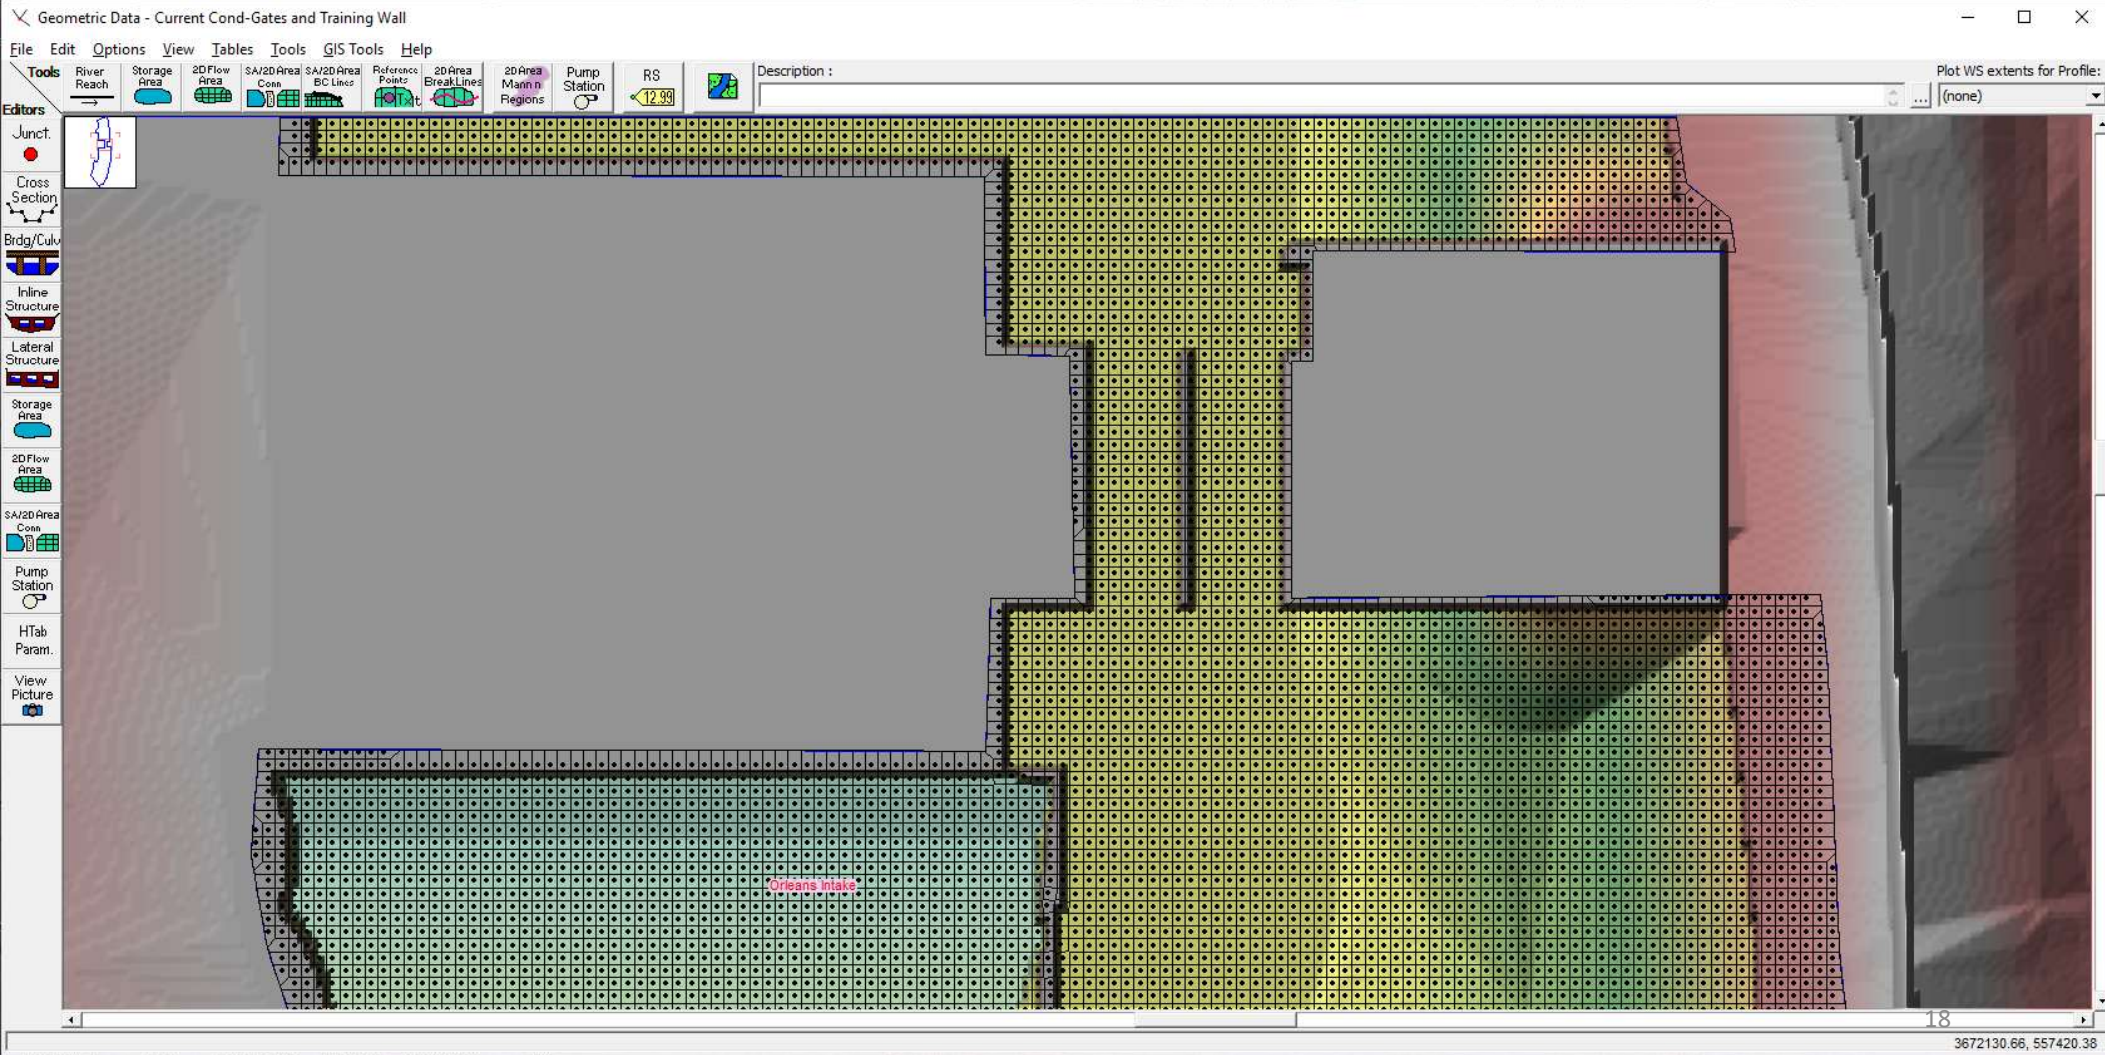 Geometric Data - Current Cond-Gates and Training Wall
File Edit Options View Tables Tools GIS Tools Help
Tools
Editors
River
Reach
Storage
Area
2D Flow
Area
SA/2D Area
Conn
SA/2D Area
BC Lines
Reference
Points
Txt
2D Area
BreakLines
2D Area
Mann n
Regions
Pump
Station
RS
12.99
Description :
...
Plot WS extents for Profile:
(none)
Junct.
Cross
Section
Brdg/Culv
Inline
Structure
Lateral
Structure
Storage
Area
2D Flow
Area
SA/2D Area
Conn
Pump
Station
HTab
Param.
View
Picture
Orleans Intake
18
3672130.66, 557420.38